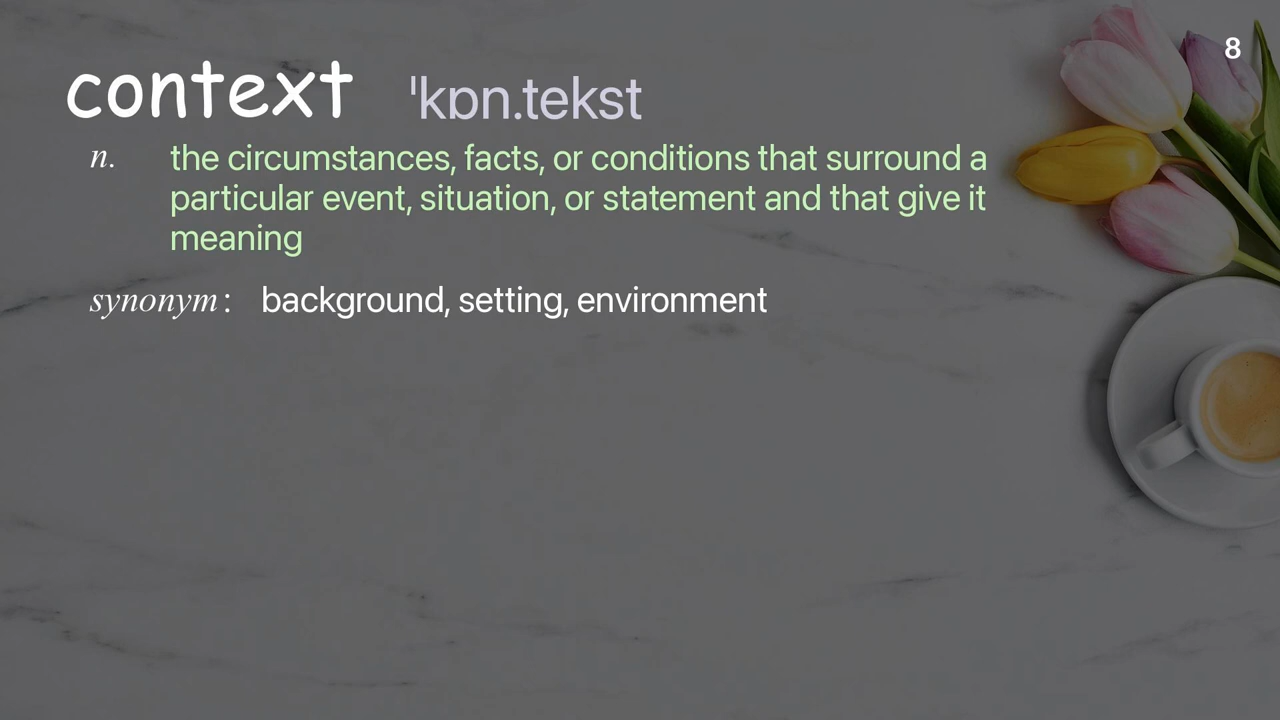 8
context ˈkɒn.tekst
n. the circumstances, facts, or conditions that surround a
particular event, situation, or statement and that give it
meaning
synonym: background, setting, environment